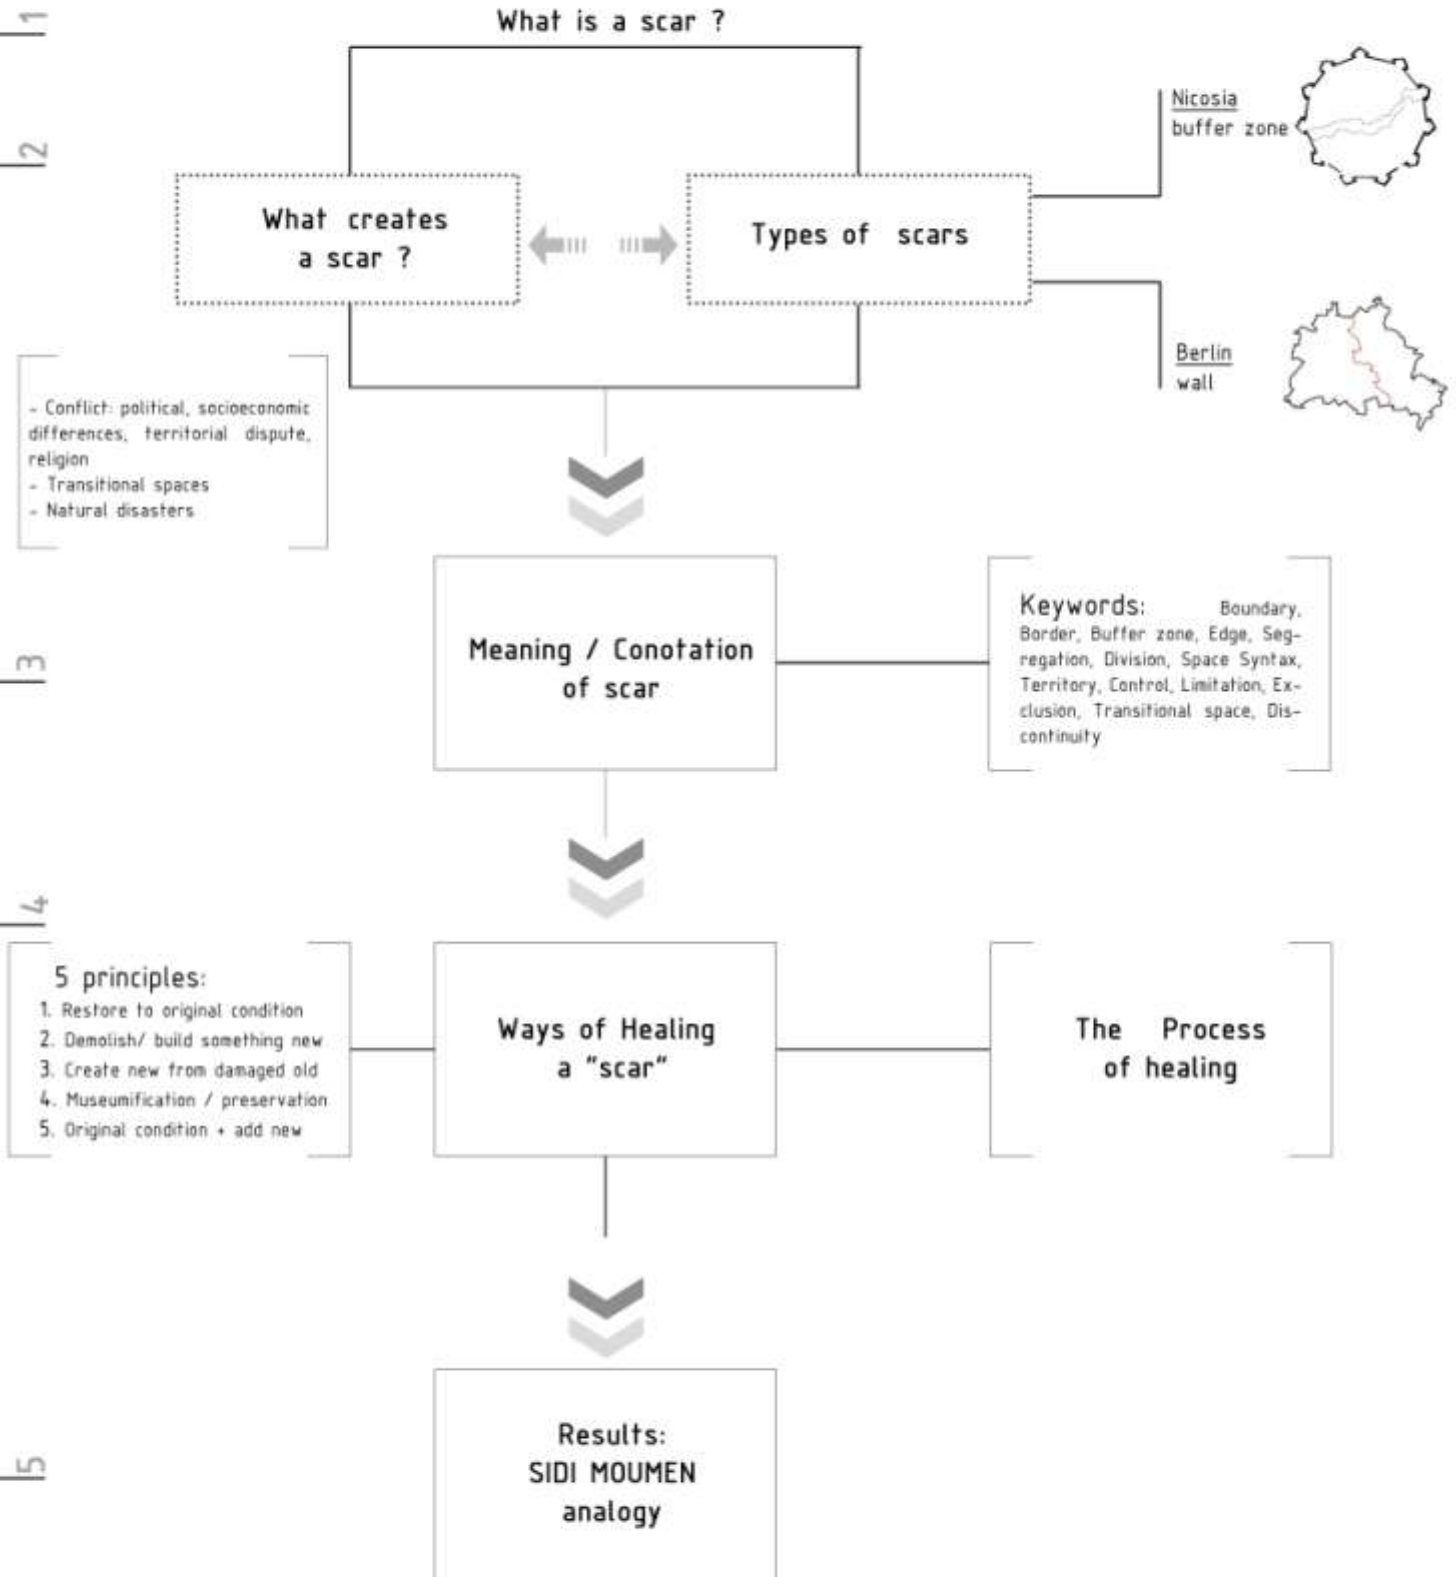 1
What is a scar ?
2
Nicosia
buffer zone
What creates
a scar ?
Types of scars
Berlin
wall
- Conflict: political, socioeconomic
differences, territorial dispute,
religion
- Transitional spaces
- Natural disasters
3
Meaning / Conotation
of scar
Keywords: Boundary,
Border, Buffer zone, Edge, Seg-
regation, Division, Space Syntax,
Territory, Control, Limitation, Ex-
clusion, Transitional space, Dis-
continuity
4
5 principles:
1. Restore to original condition
2. Demolish/ build something new
3. Create new from damaged old
4. Museumification / preservation
5. Original condition + add new
Ways of Healing
a "scar"
The Process
of healing
5
Results:
SIDI MOUMEN
analogy